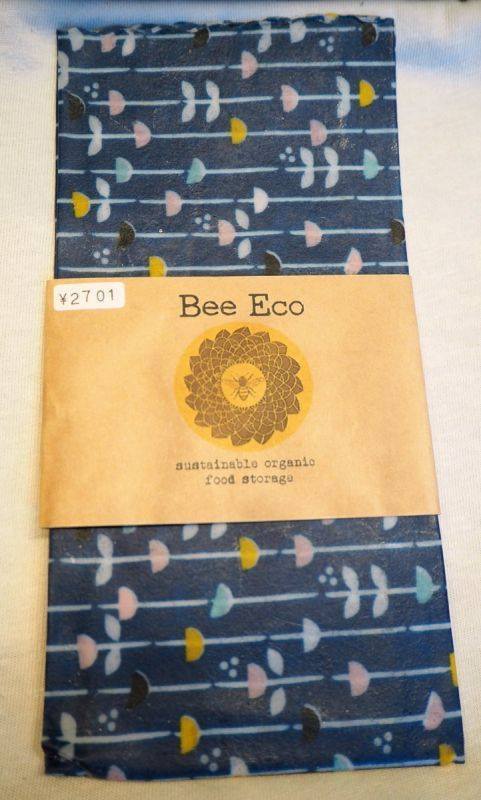 ¥2701
Bee Eco
sustainable organic
food storage